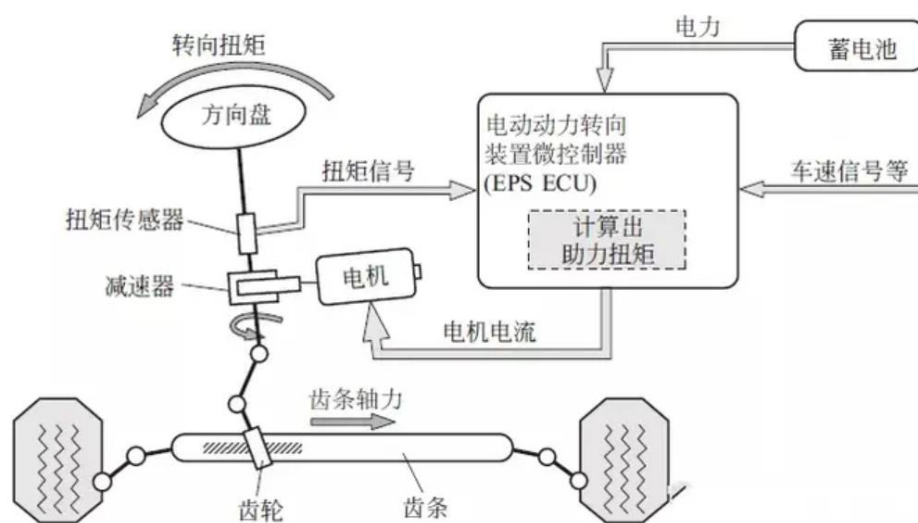 转向扭矩
电力
蓄电池
方向盘
电动动力转向
装置微控制器
(EPS ECU)
扭矩信号
车速信号等
扭矩传感器
计算出
助力扭矩
减速器
电机
电机电流
齿条轴力
齿轮
齿条